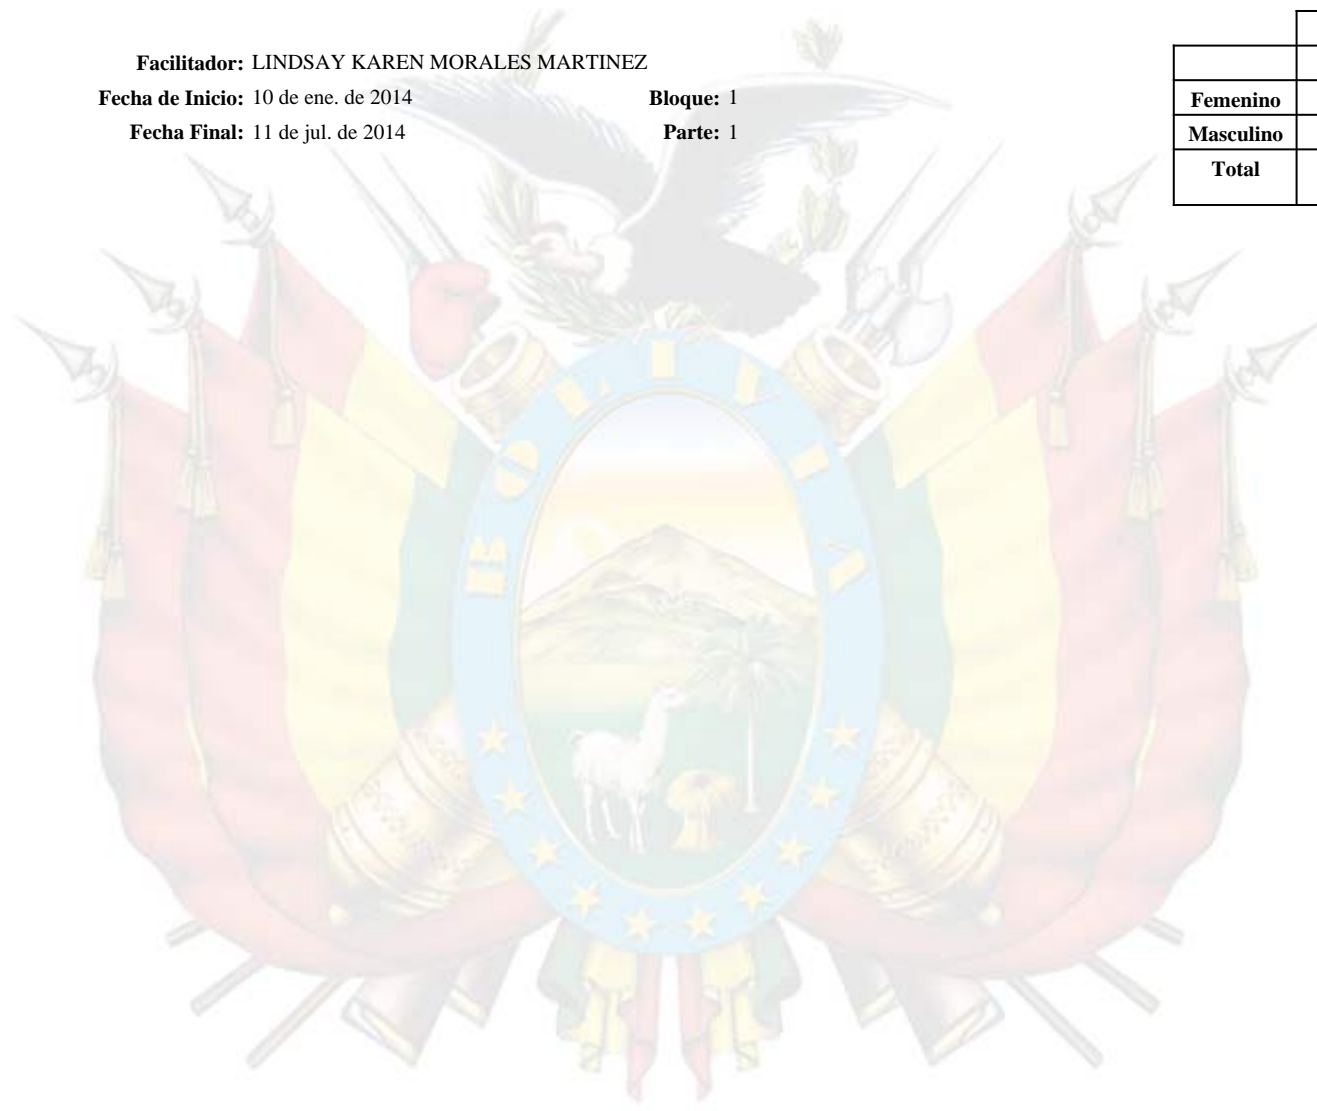 Facilitador: LINDSAY KAREN MORALES MARTINEZ
Fecha de Inicio: 10 de ene. de 2014 Bloque: 1
Fecha Final: 11 de jul. de 2014 Parte: 1
Femenino
Masculino
Total
BOLIVIA